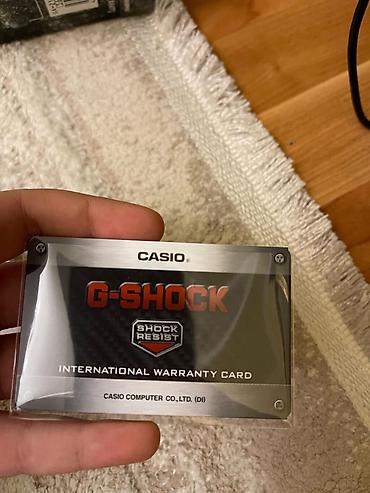 CASIO®
G-SHOCK
SHOCK
RESIST
INTERNATIONAL WARRANTY CARD
CASIO COMPUTER CO., LTD. (DI)